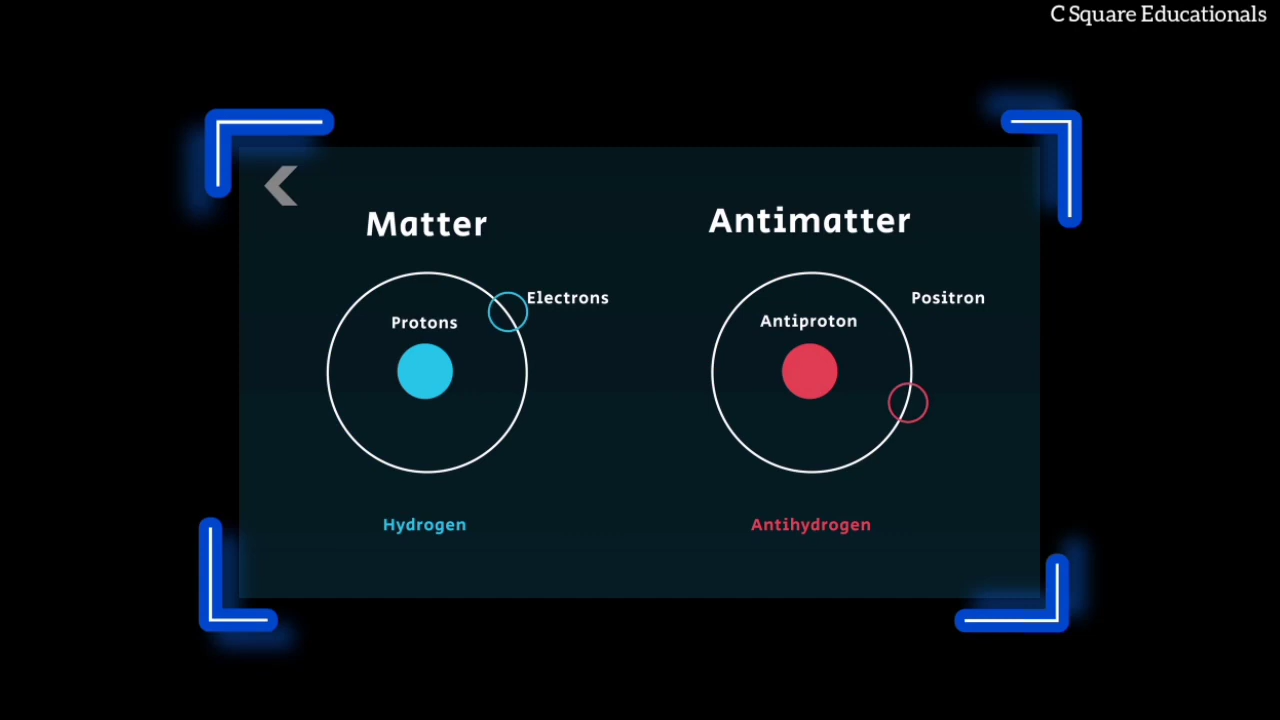 C Square Educationals
Matter
Antimatter
Electrons
Positron
Protons
Antiproton
Hydrogen
Antihydrogen